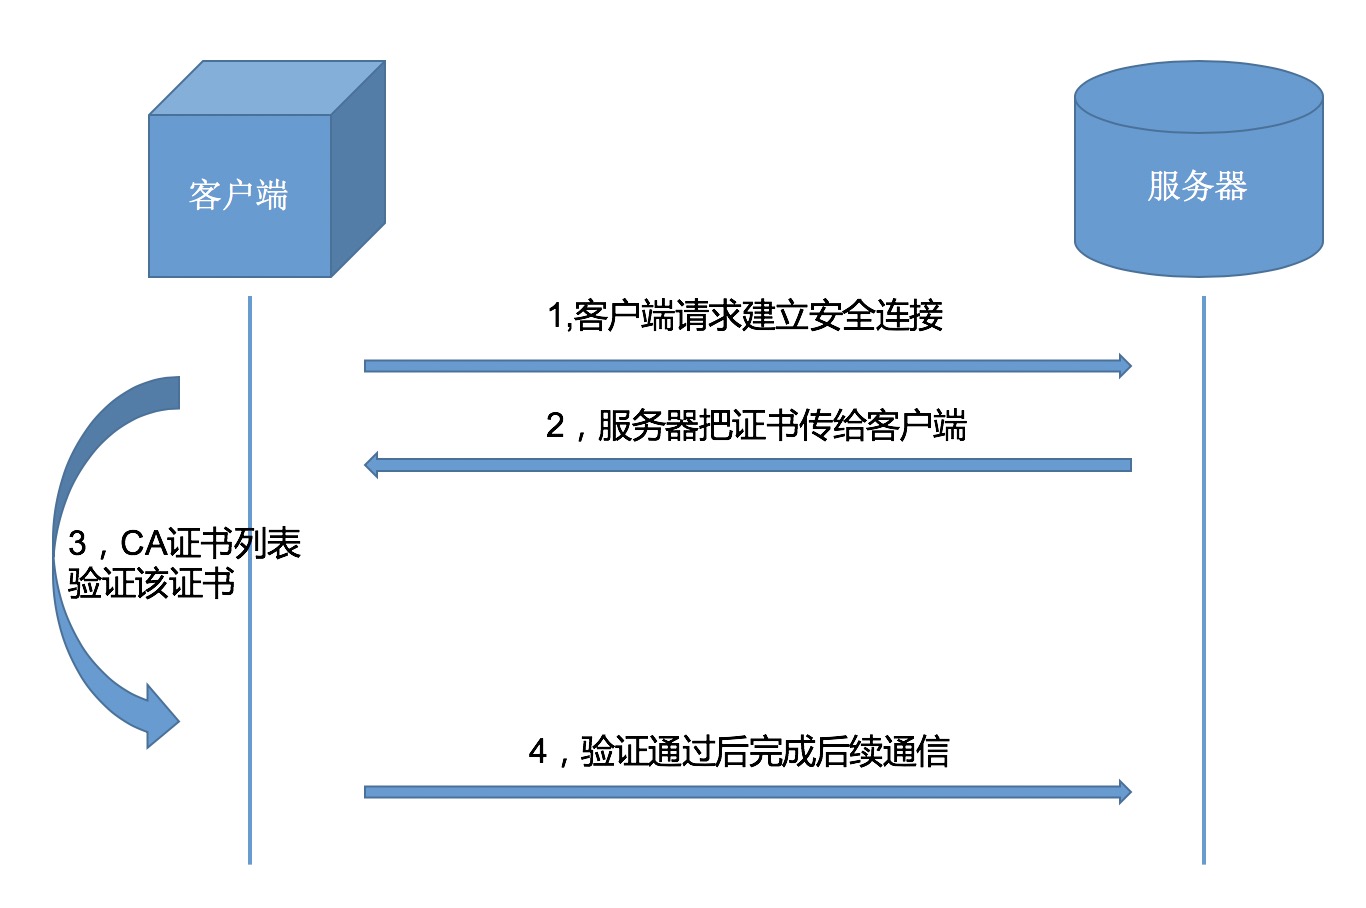 客户端
服务器
1,客户端请求建立安全连接
2，服务器把证书传给客户端
3，CA证书列表
验证该证书
4，验证通过后完成后续通信